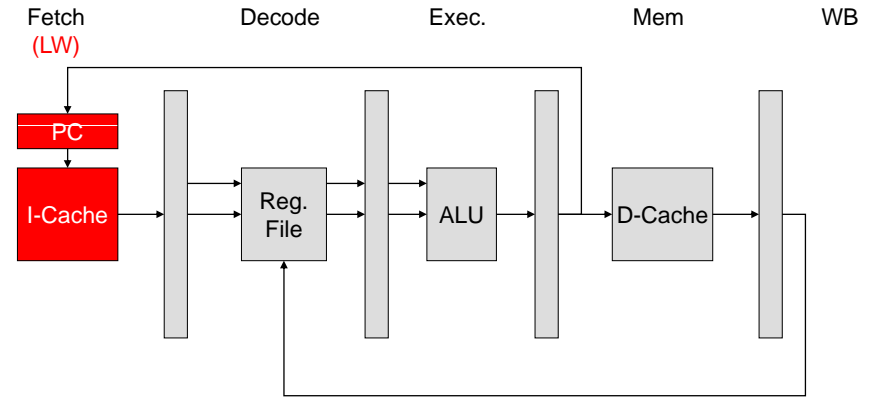 Fetch
(LW)
Decode
Exec.
Mem
WB
PC
I-Cache
Reg.
File
ALU
D-Cache